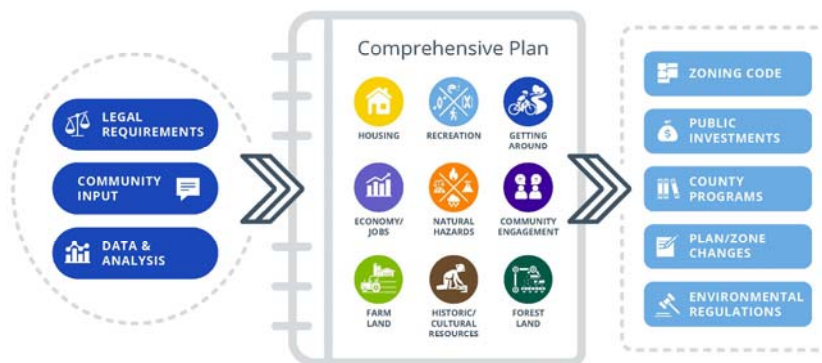 LEGAL
REQUIREMENTS
COMMUNITY
INPUT
DATA &
ANALYSIS
Comprehensive Plan
HOUSING
RECREATION
GETTING
AROUND
ECONOMY/
JOBS
NATURAL
HAZARDS
COMMUNITY
ENGAGEMENT
FARM
LAND
HISTORIC/
CULTURAL
RESOURCES
FOREST
LAND
ZONING CODE
PUBLIC
INVESTMENTS
COUNTY
PROGRAMS
PLAN/ZONE
CHANGES
ENVIRONMENTAL
REGULATIONS